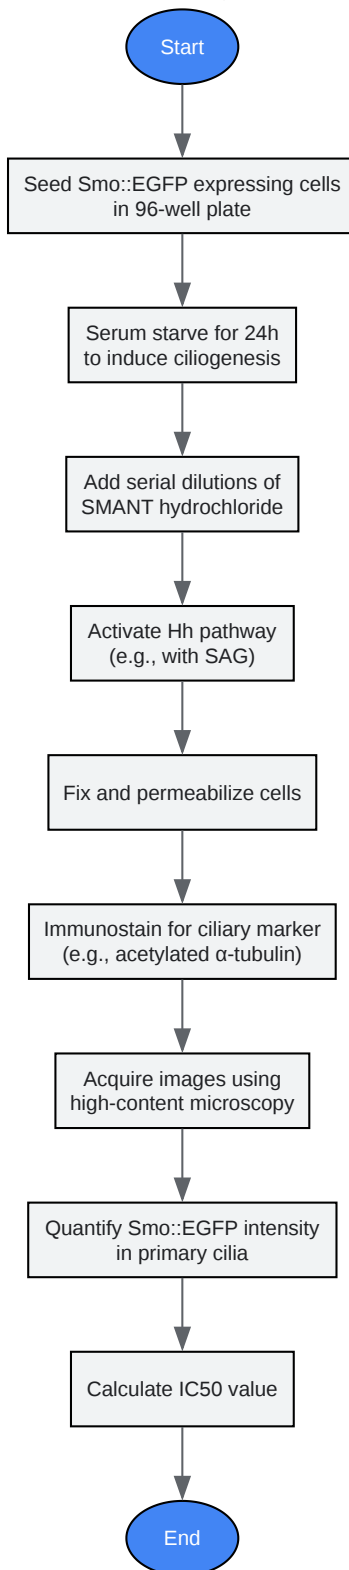 Start
Seed Smo::EGFP expressing cells
in 96-well plate
Serum starve for 24h
to induce ciliogenesis
Add serial dilutions of
SMANT hydrochloride
Activate Hh pathway
(e.g., with SAG)
Fix and permeabilize cells
Immunostain for ciliary marker
(e.g., acetylated α-tubulin)
Acquire images using
high-content microscopy
Quantify Smo::EGFP intensity
in primary cilia
Calculate IC50 value
End